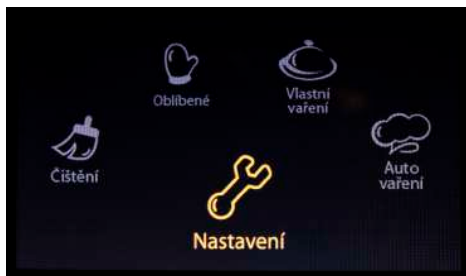 Oblíbené
Vlastní
vaření
Čištění
Auto
vaření
Nastavení